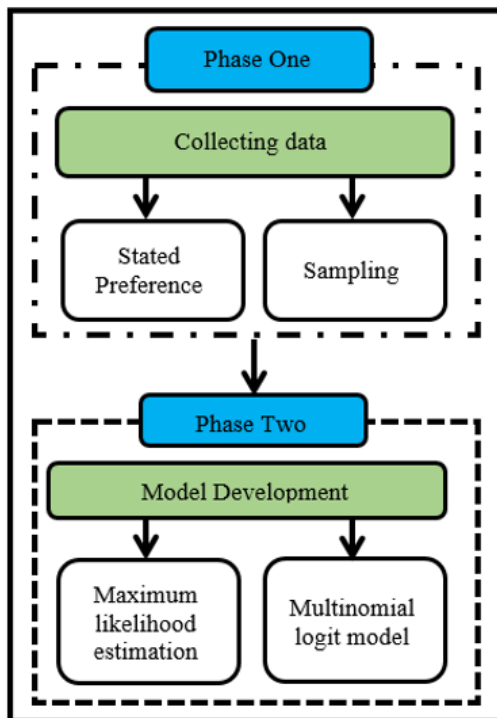 Phase One
Collecting data
Stated
Preference
Sampling
Phase Two
Model Development
Maximum
likelihood
estimation
Multinomial
logit model